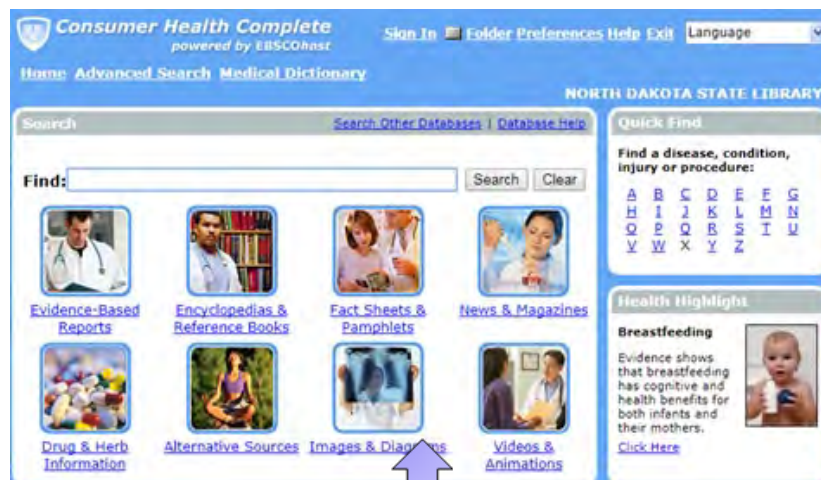 Consumer Health Complete
powered by EBSCOhost
Sign In Folder Preferences Help Exit Language
Home Advanced Search Medical Dictionary
NORTH DAKOTA STATE LIBRARY
Search Search Other Databases | Database Help
Find: Search Clear
Evidence-Based
Reports
Encyclopedias &
Reference Books
Fact Sheets &
Pamphlets
News & Magazines
Drug & Herb
Information
Alternative Sources
Images & Diagrams
Videos &
Animations
Quick Find
Find a disease, condition,
injury or procedure:
A B C D E F G
H I J K L M N
O P Q R S T U
V W X Y Z
Health Highlight
Breastfeeding
Evidence shows
that breastfeeding
has cognitive and
health benefits for
both infants and
their mothers.
Click Here